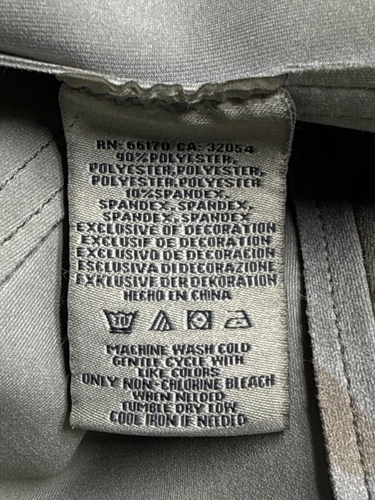 RN: 66170 CA: 32054
90%POLYESTER,
POLYESTER,POLYESTER,
POLYESTER,POLYESTER
10%SPANDEX,
SPANDEX, SPANDEX,
SPANDEX, SPANDEX
EXCLUSIVE OF DECORATION
EXCLUSIF DE DECORATION
EXCLUSIVO DE DECORACION
ESCLUSIVA DI DECORAZIONE
EXKLUSIVE DER DEKORATION
HECHO EN CHINA
30
MACHINE WASH COLD
GENTLE CYCLE WITH
LIKE COLORS
ONLY NON-CHLORINE BLEACH
WHEN NEEDED
TUMBLE DRY LOW
COOL IRON IF NEEDED